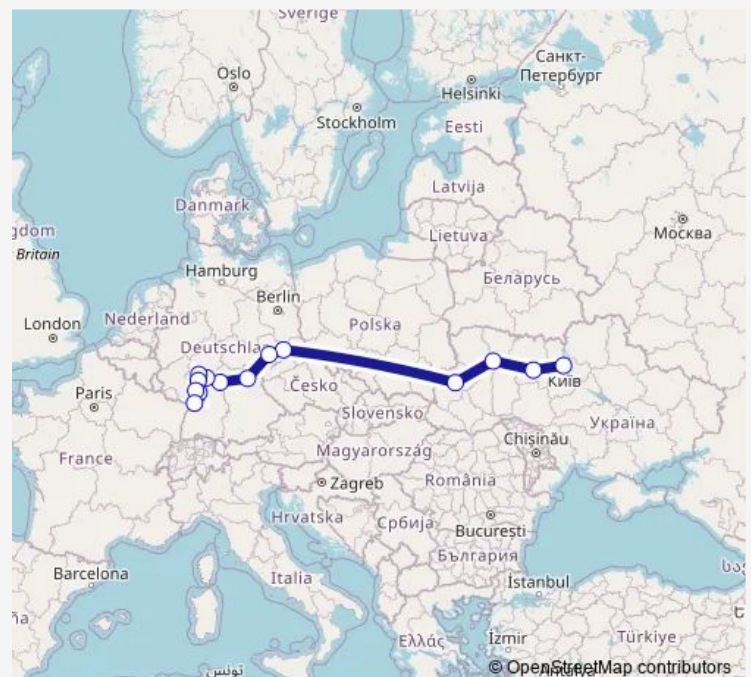 Sverige
Санкт-
Петербург
Oslo
Helsinki
Stockholm
Eesti
Latvija
Danmark
Москва
gdom
Lietuva
Britain
Беларусь
Hamburg
Berlin
Nederland
London
Polska
Deutschla
Київ
Paris
Česko
Slovensko
Україна
Chișinău
Magyarország
France
România
Zagreb
Hrvatska
Србија
București
България
Barcelona
Italia
İstanbul
Ελλάς
İzmir
Türkiye
تونس
© OpenStreetMap contributors